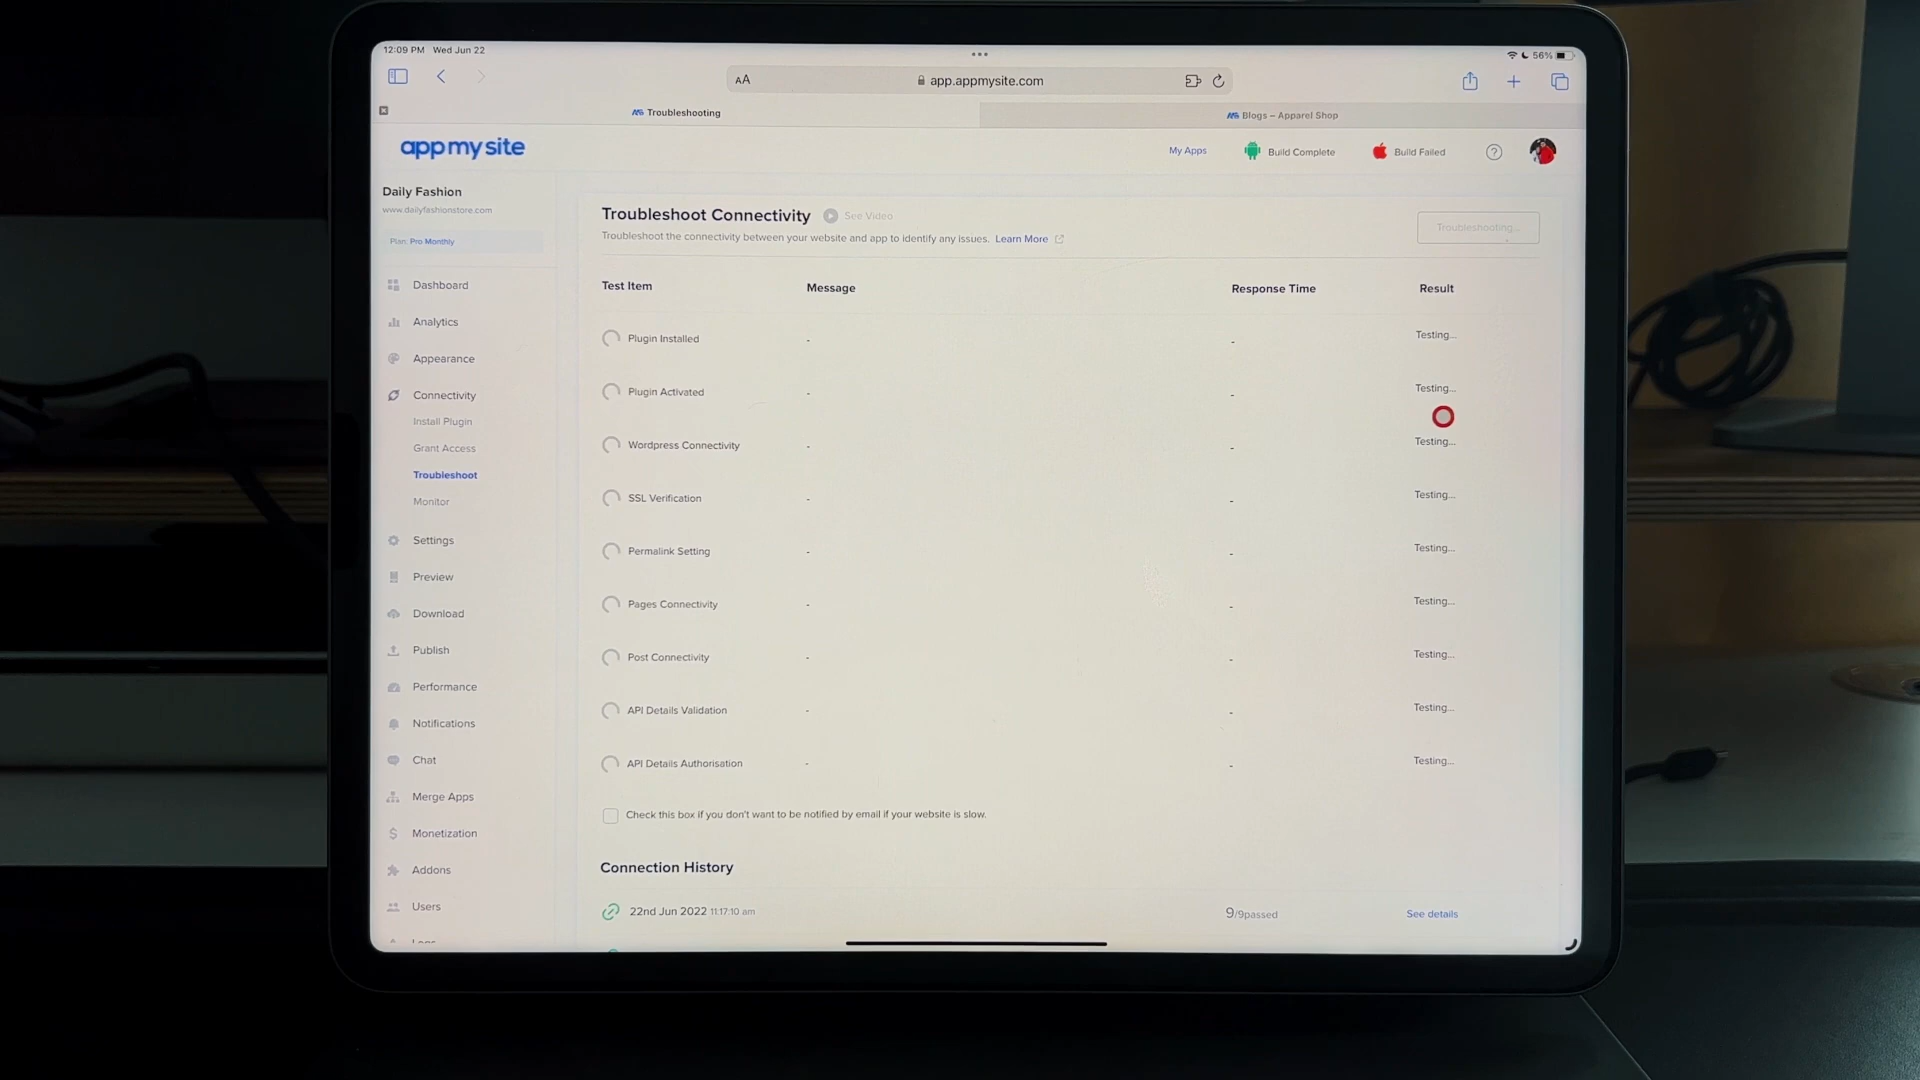 12:09 PM Wed Jun 22
56%
AA
app.appmysite.com
Troubleshooting
Blogs – Apparel Shop
appmysite
My Apps
Build Complete
Build Failed
Daily Fashion
www.dailyfashionstore.com
Plan: Pro Monthly
Dashboard
Analytics
Appearance
Connectivity
Install Plugin
Grant Access
Troubleshoot
Monitor
Settings
Preview
Download
Publish
Performance
Notifications
Chat
Merge Apps
Monetization
Addons
Users
Troubleshoot Connectivity
See Video
Troubleshoot the connectivity between your website and app to identify any issues. Learn More
Troubleshooting...
Test Item Message Response Time Result
Plugin Installed - - Testing...
Plugin Activated - - Testing...
Wordpress Connectivity - - Testing...
SSL Verification - - Testing...
Permalink Setting - - Testing...
Pages Connectivity - - Testing...
Post Connectivity - - Testing...
API Details Validation - - Testing...
API Details Authorisation - - Testing...
Check this box if you don't want to be notified by email if your website is slow.
Connection History
22nd Jun 2022 11:17:10 am 9/9passed See details